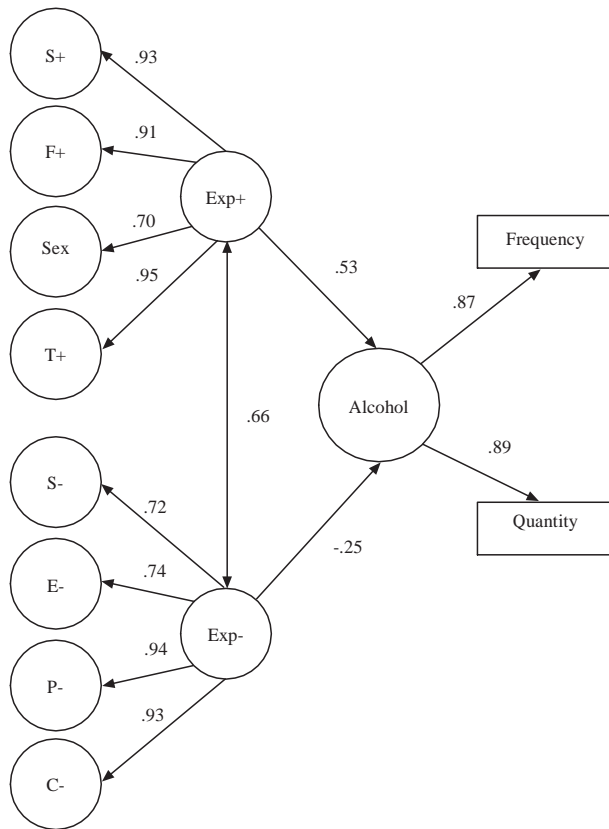 S+
.93
F+
.91
Exp+
Sex
.70
.95
T+
.53
Frequency
.87
Alcohol
.66
.89
Quantity
-.25
S-
.72
E-
.74
Exp-
P-
.94
.93
C-